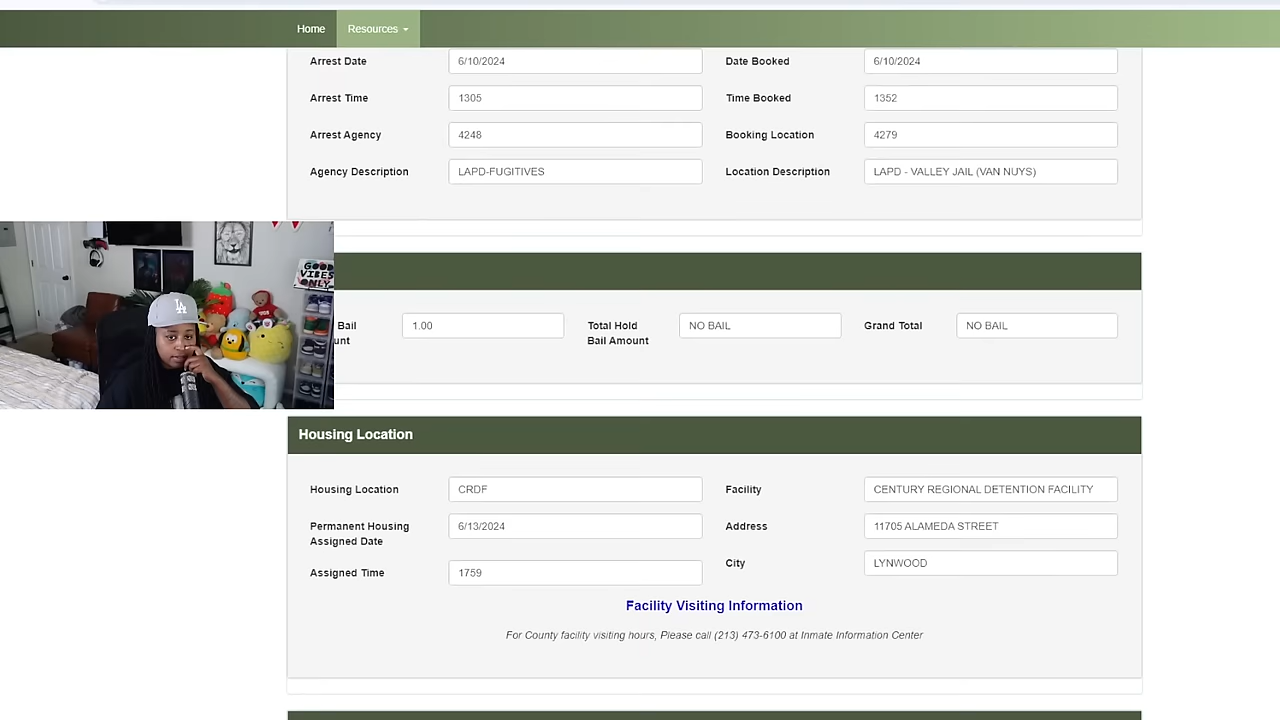 Home Resources
Arrest Date 6/10/2024 Date Booked 6/10/2024
Arrest Time 1305 Time Booked 1352
Arrest Agency 4248 Booking Location 4279
Agency Description LAPD-FUGITIVES Location Description LAPD - VALLEY JAIL (VAN NUYS)
GOOD
VIBES
ONLY
LA
Bail 1.00 Total Hold NO BAIL Grand Total NO BAIL
unt Bail Amount
Housing Location
Housing Location CRDF Facility CENTURY REGIONAL DETENTION FACILITY
Permanent Housing 6/13/2024 Address 11705 ALAMEDA STREET
Assigned Date
City LYNWOOD
Assigned Time 1759
Facility Visiting Information
For County facility visiting hours, Please call (213) 473-6100 at Inmate Information Center